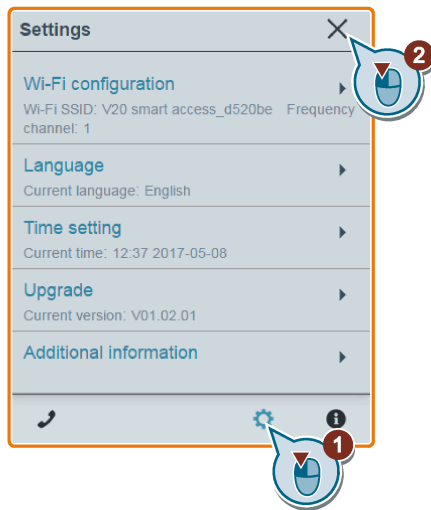 Settings
2
Wi-Fi configuration
Wi-Fi SSID: V20 smart access_d520be Frequency
channel: 1
Language
Current language: English
Time setting
Current time: 12:37 2017-05-08
Upgrade
Current version: V01.02.01
Additional information
1